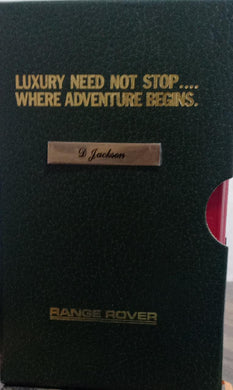 LUXURY NEED NOT STOP....
WHERE ADVENTURE BEGINS.
D Jackson
RANGE ROVER